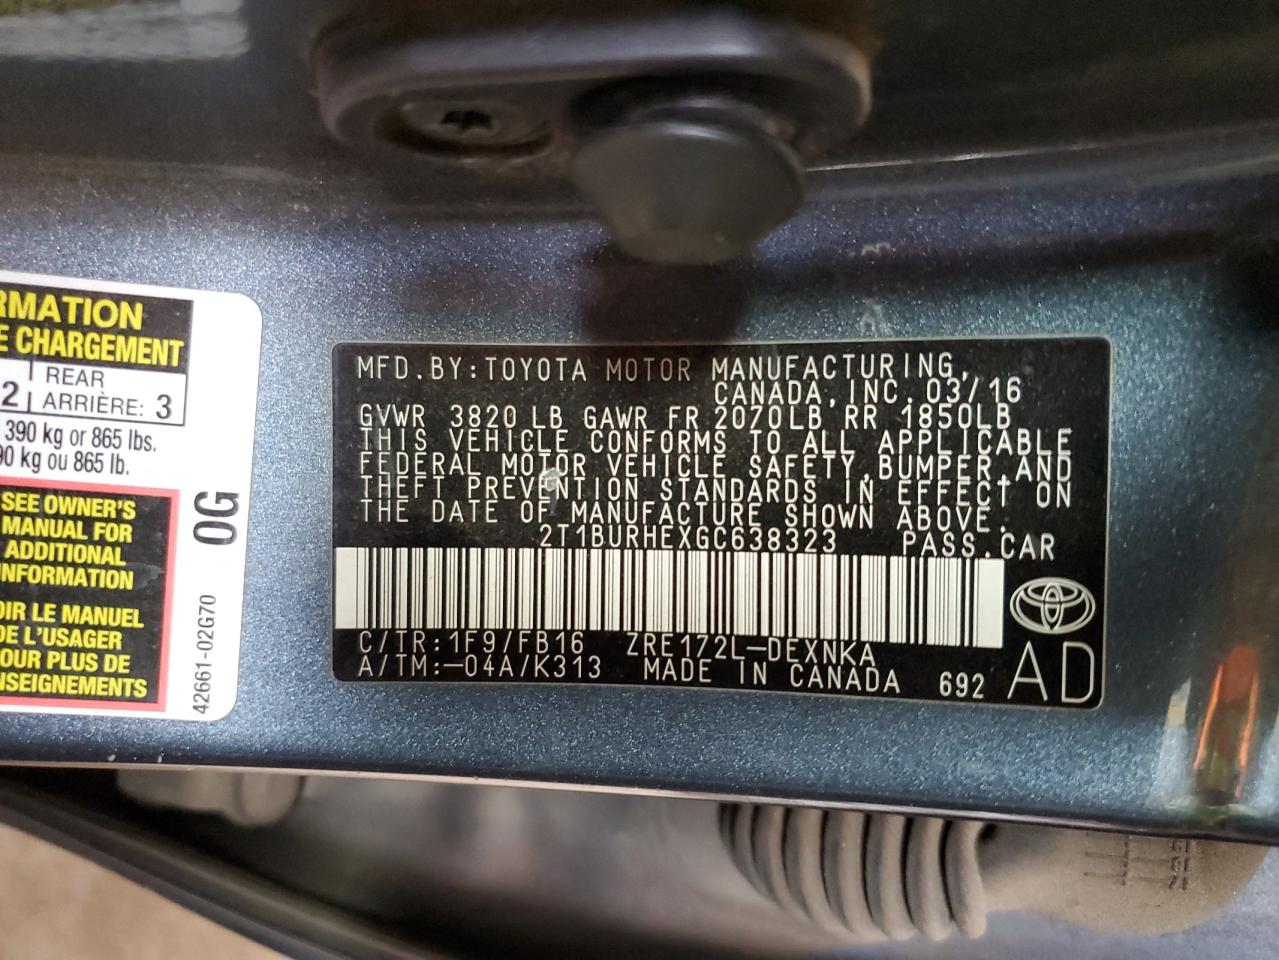 RMATION
E CHARGEMENT
2 REAR
ARRIÈRE: 3
390 kg or 865 lbs.
90 kg ou 865 lb.
SEE OWNER'S
MANUAL FOR
ADDITIONAL
INFORMATION
OIR LE MANUEL
DE L'USAGER
OUR PLUS DE
NSEIGNEMENTS
42661-02G70 0G
MFD.BY:TOYOTA MOTOR MANUFACTURING,
CANADA,INC.03/16
GVWR 3820LB GAWR FR 2070LB RR 1850LB
THIS VEHICLE CONFORMS TO ALL APPLICABLE
FEDERAL MOTOR VEHICLE SAFETY,BUMPER,AND
THEFT PREVENTION STANDARDS IN EFFECT ON
THE DATE OF MANUFACTURE SHOWN ABOVE.
2T1BURHEXGC638323 PASS.CAR
C/TR:1F9/FB16 ZRE172L-DEXNKA
A/TM:-04A/K313 MADE IN CANADA 692 AD